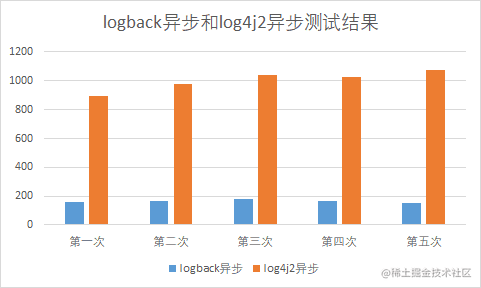 logback异步和log4j2异步测试结果
1200
1000
800
600
400
200
0
第一次 第二次 第三次 第四次 第五次
logback异步 log4j2异步
@稀土掘金技术社区